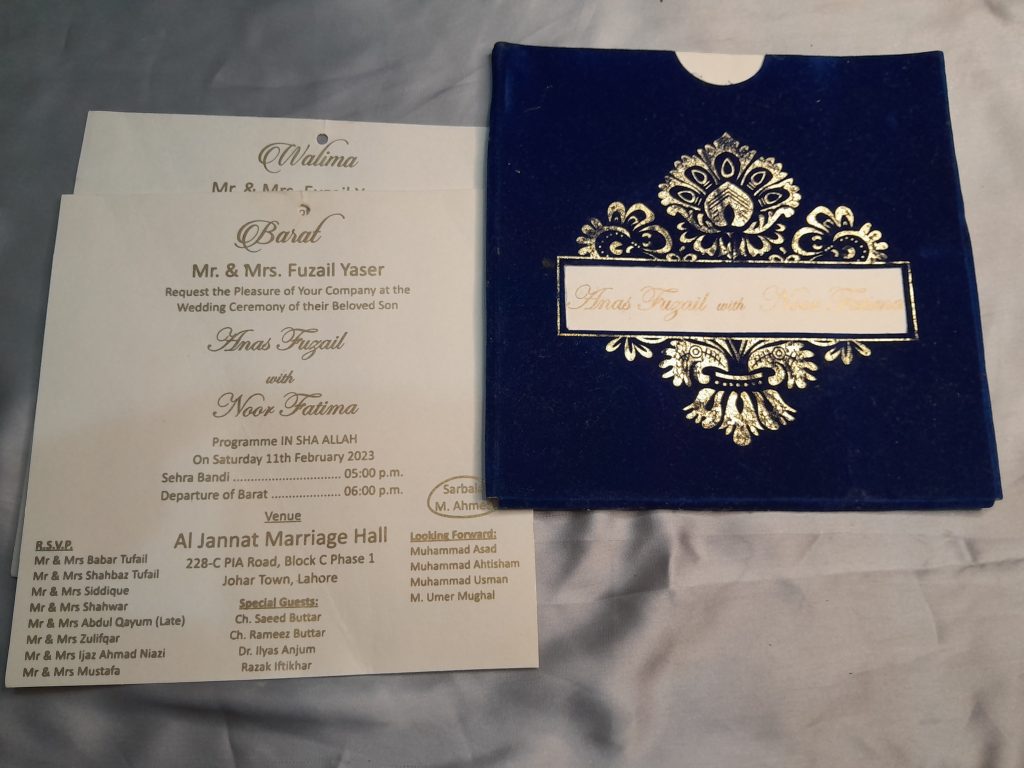 Walima
Mr. & Mrs. Fuzail
Barat
Mr. & Mrs. Fuzail Yaser
Request the Pleasure of Your Company at the
Wedding Ceremony of their Beloved Son
Anas Fuzail
with
Noor Fatima
Programme IN SHA ALLAH
On Saturday 11th February 2023
Sehra Bandi ................................ 05:00 p.m.
Departure of Barat ..................... 06:00 p.m.
M.
Venue
Al Jannat Marriage Hall
228-C PIA Road, Block C Phase 1
Johar Town, Lahore
R.S.V.P.
Mr & Mrs Babar Tufail
Mr & Mrs Shahbaz Tufail
Mr & Mrs Siddique
Mr & Mrs Shahwar
Mr & Mrs Abdul Qayum (Late)
Mr & Mrs Zulifqar
Mr & Mrs Ijaz Ahmad Niazi
Mr & Mrs Mustafa
Special Guests:
Ch. Saeed Buttar
Ch. Rameez Buttar
Dr. Ilyas Anjum
Razak Iftikhar
Looking Forward:
Muhammad Asad
Muhammad Ahtisham
Muhammad Usman
M. Umer Mughal
Anas Fuzail with Noor Fatima